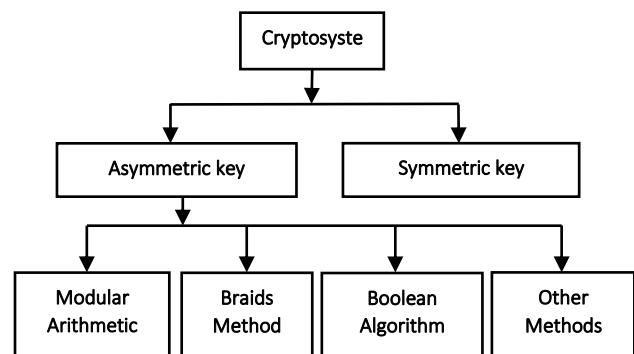 Cryptosyste
Asymmetric key
Symmetric key
Modular
Arithmetic
Braids
Method
Boolean
Algorithm
Other
Methods